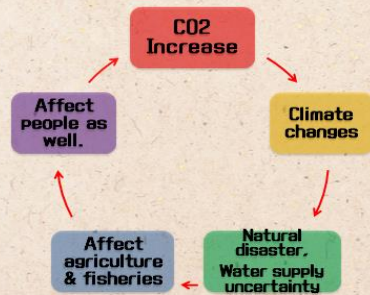 CO2
Increase
Climate
changes
Natural
disaster,
Water supply
uncertainty
Affect
agriculture
& fisheries
Affect
people as
well.